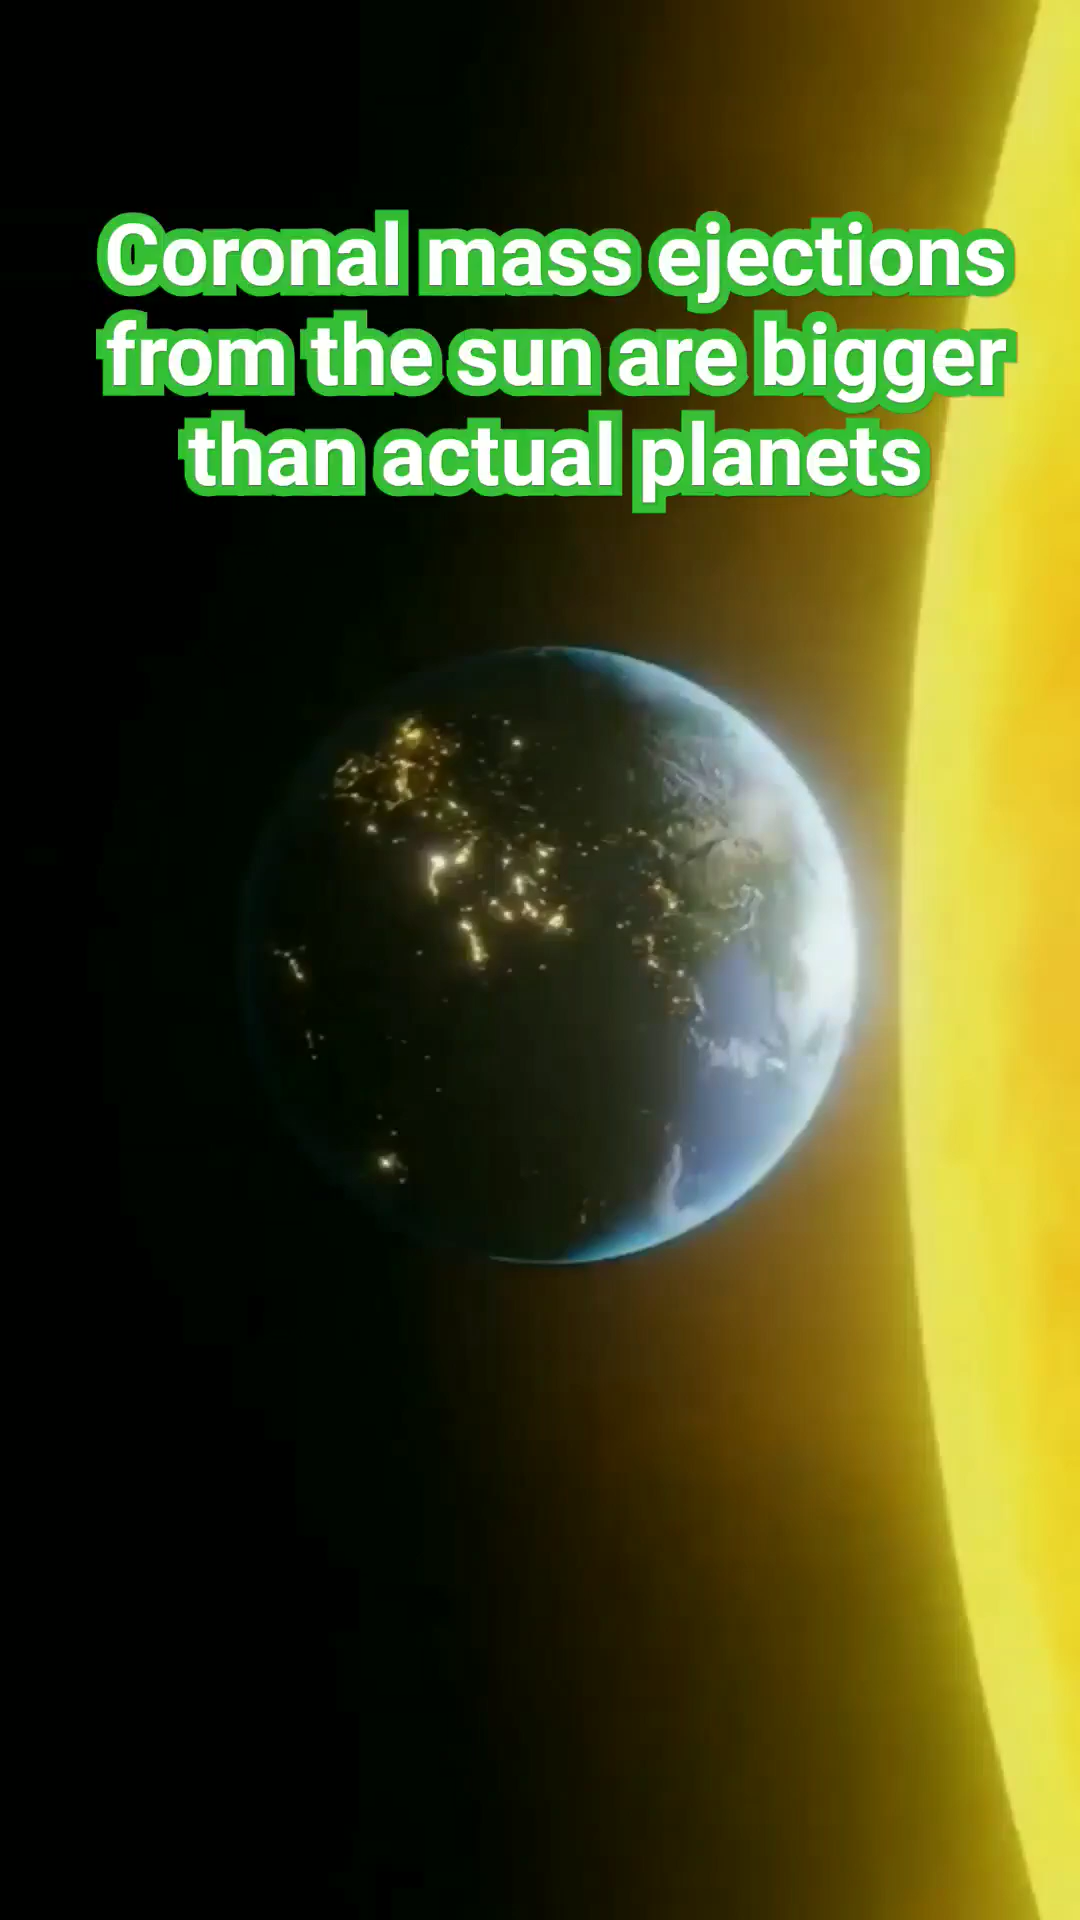 Coronal mass ejections
from the sun are bigger
than actual planets